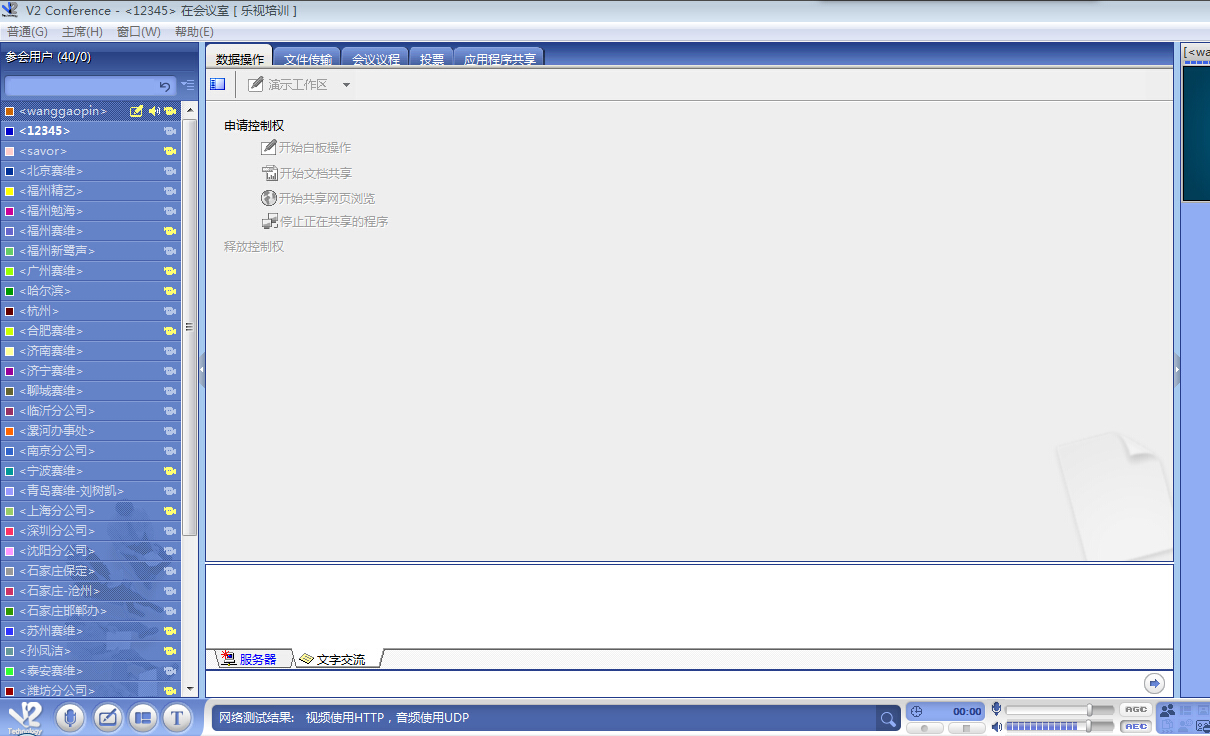 V2 Conference - <12345> 在会议室 [ 乐视培训 ]
普通(G) 主席(H) 窗口(W) 帮助(E)
参会用户 (40/0)
数据操作 文件传输 会议议程 投票 应用程序共享
[<wa
演示工作区
<wanggaopin>
<12345>
<savor>
<北京赛维>
<福州精艺>
<福州勉海>
<福州赛维>
<福州新鹭声>
<广州赛维>
<哈尔滨>
<杭州>
<合肥赛维>
<济南赛维>
<济宁赛维>
<聊城赛维>
<临沂分公司>
<漯河办事处>
<南京分公司>
<宁波赛维>
<青岛赛维-刘树凯>
<上海分公司>
<深圳分公司>
<沈阳分公司>
<石家庄保定>
<石家庄-沧州>
<石家庄邯郸办>
<苏州赛维>
<孙凤洁>
<泰安赛维>
<潍坊分公司>
申请控制权
开始白板操作
开始文档共享
开始共享网页浏览
停止正在共享的程序
释放控制权
服务器 文字交流
V2 Technology
T
网络测试结果: 视频使用HTTP，音频使用UDP
00:00
AGC
AEC